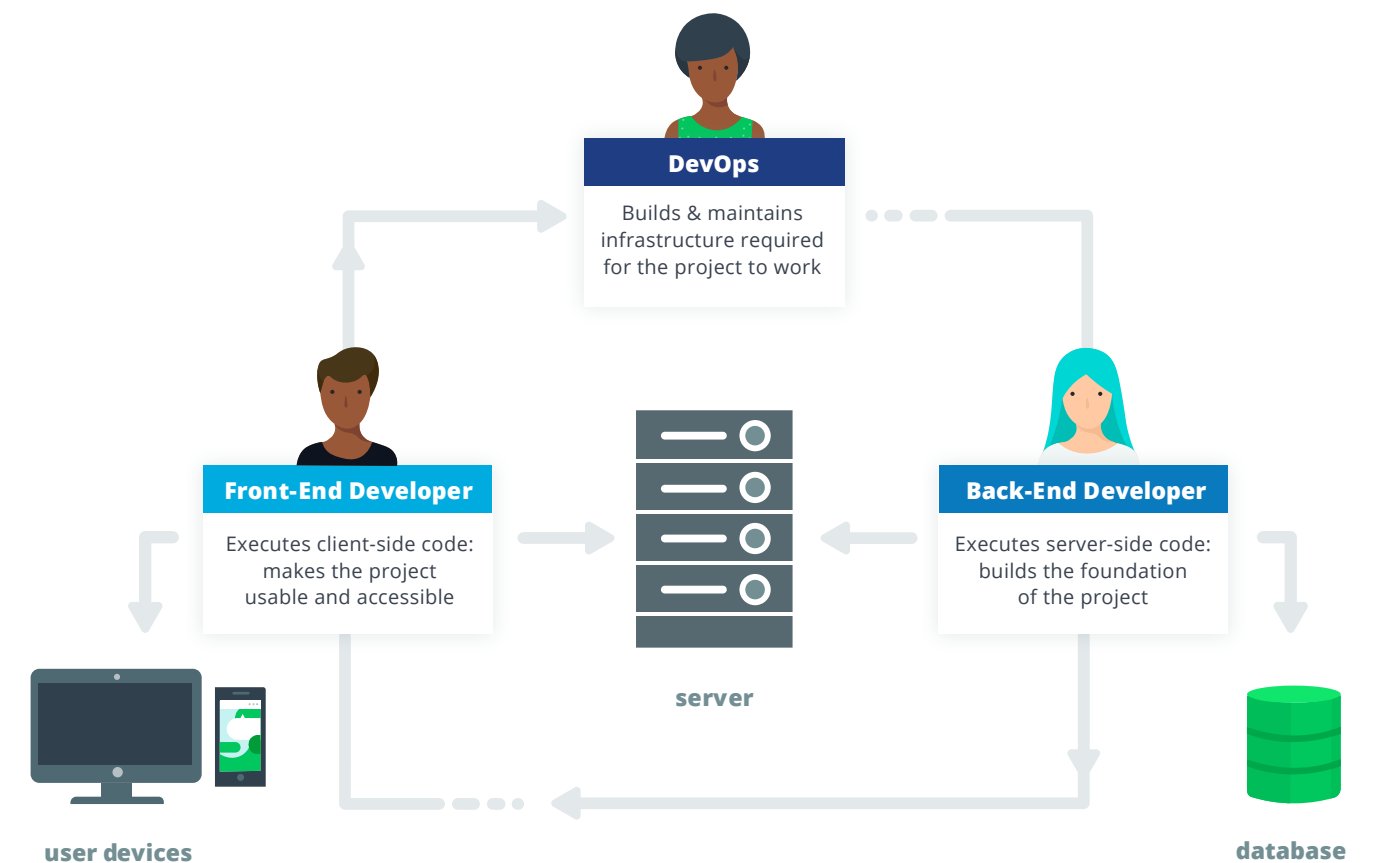 DevOps
Builds & maintains
infrastructure required
for the project to work
Front-End Developer
Executes client-side code:
makes the project
usable and accessible
Back-End Developer
Executes server-side code:
builds the foundation
of the project
server
user devices
database